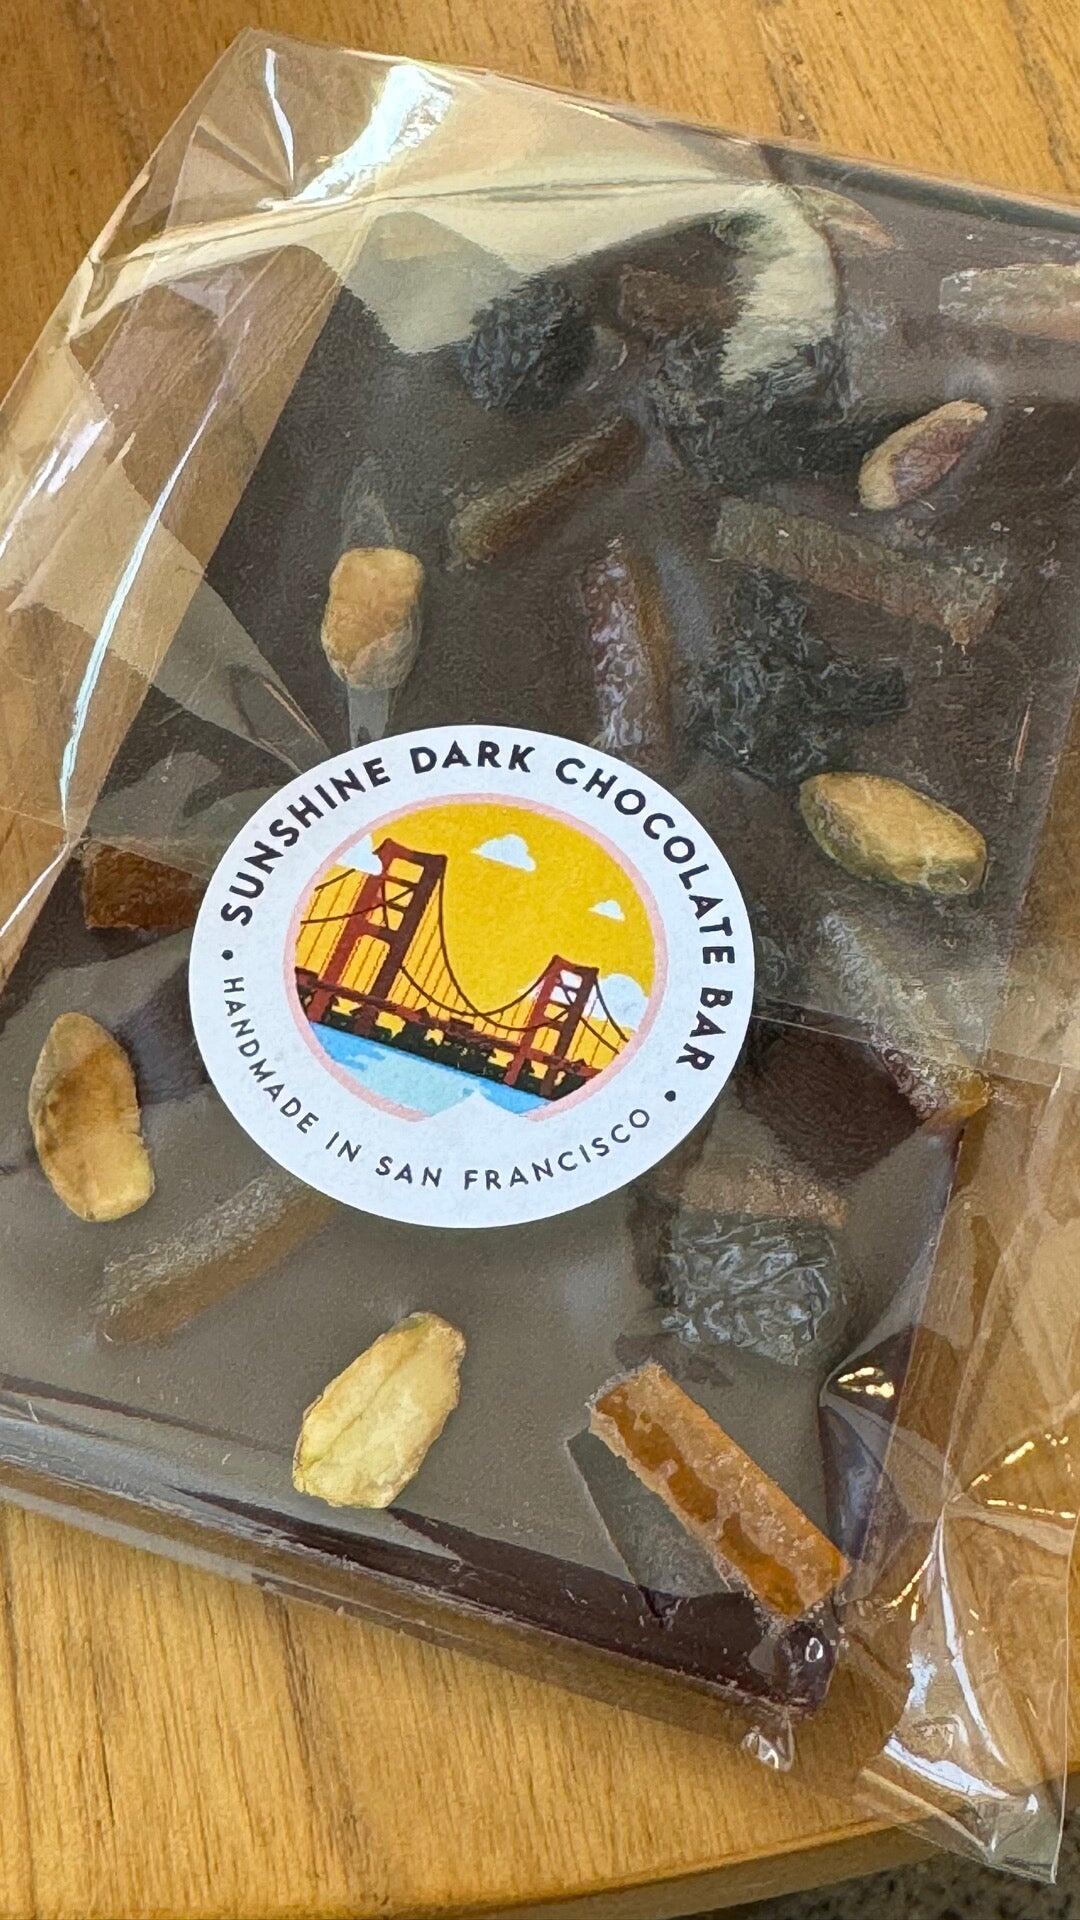 SUNSHINE DARK CHOCOLATE BAR
• HANDMADE IN SAN FRANCISCO •